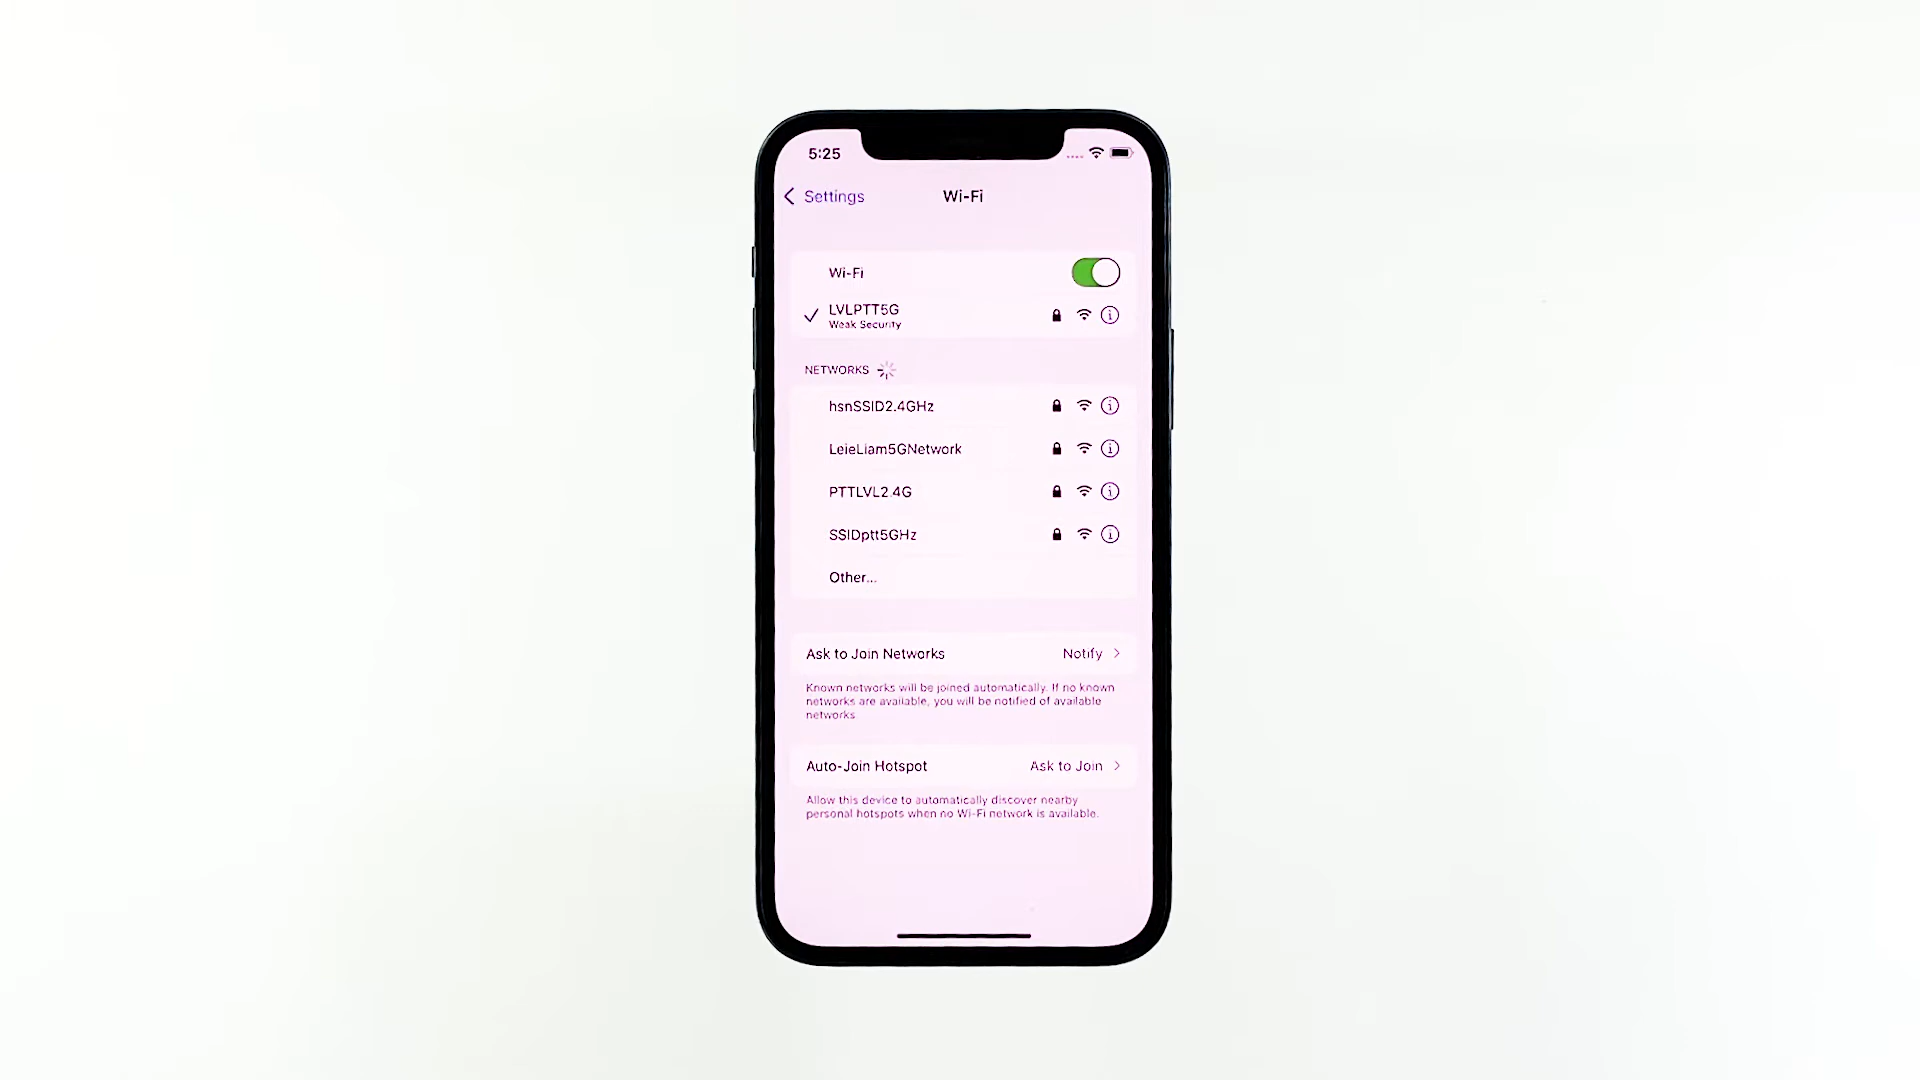 5:25
Settings
Wi-Fi
Wi-Fi
LVLPTT5G
Weak Security
NETWORKS
hsnSSID2.4GHz
LeieLiam5GNetwork
PTTLVL2.4G
SSIDptt5GHz
Other...
Ask to Join Networks
Notify
Known networks will be joined automatically. If no known
networks are available, you will be notified of available
networks
Auto-Join Hotspot
Ask to Join
Allow this device to automatically discover nearby
personal hotspots when no Wi-Fi network is available.